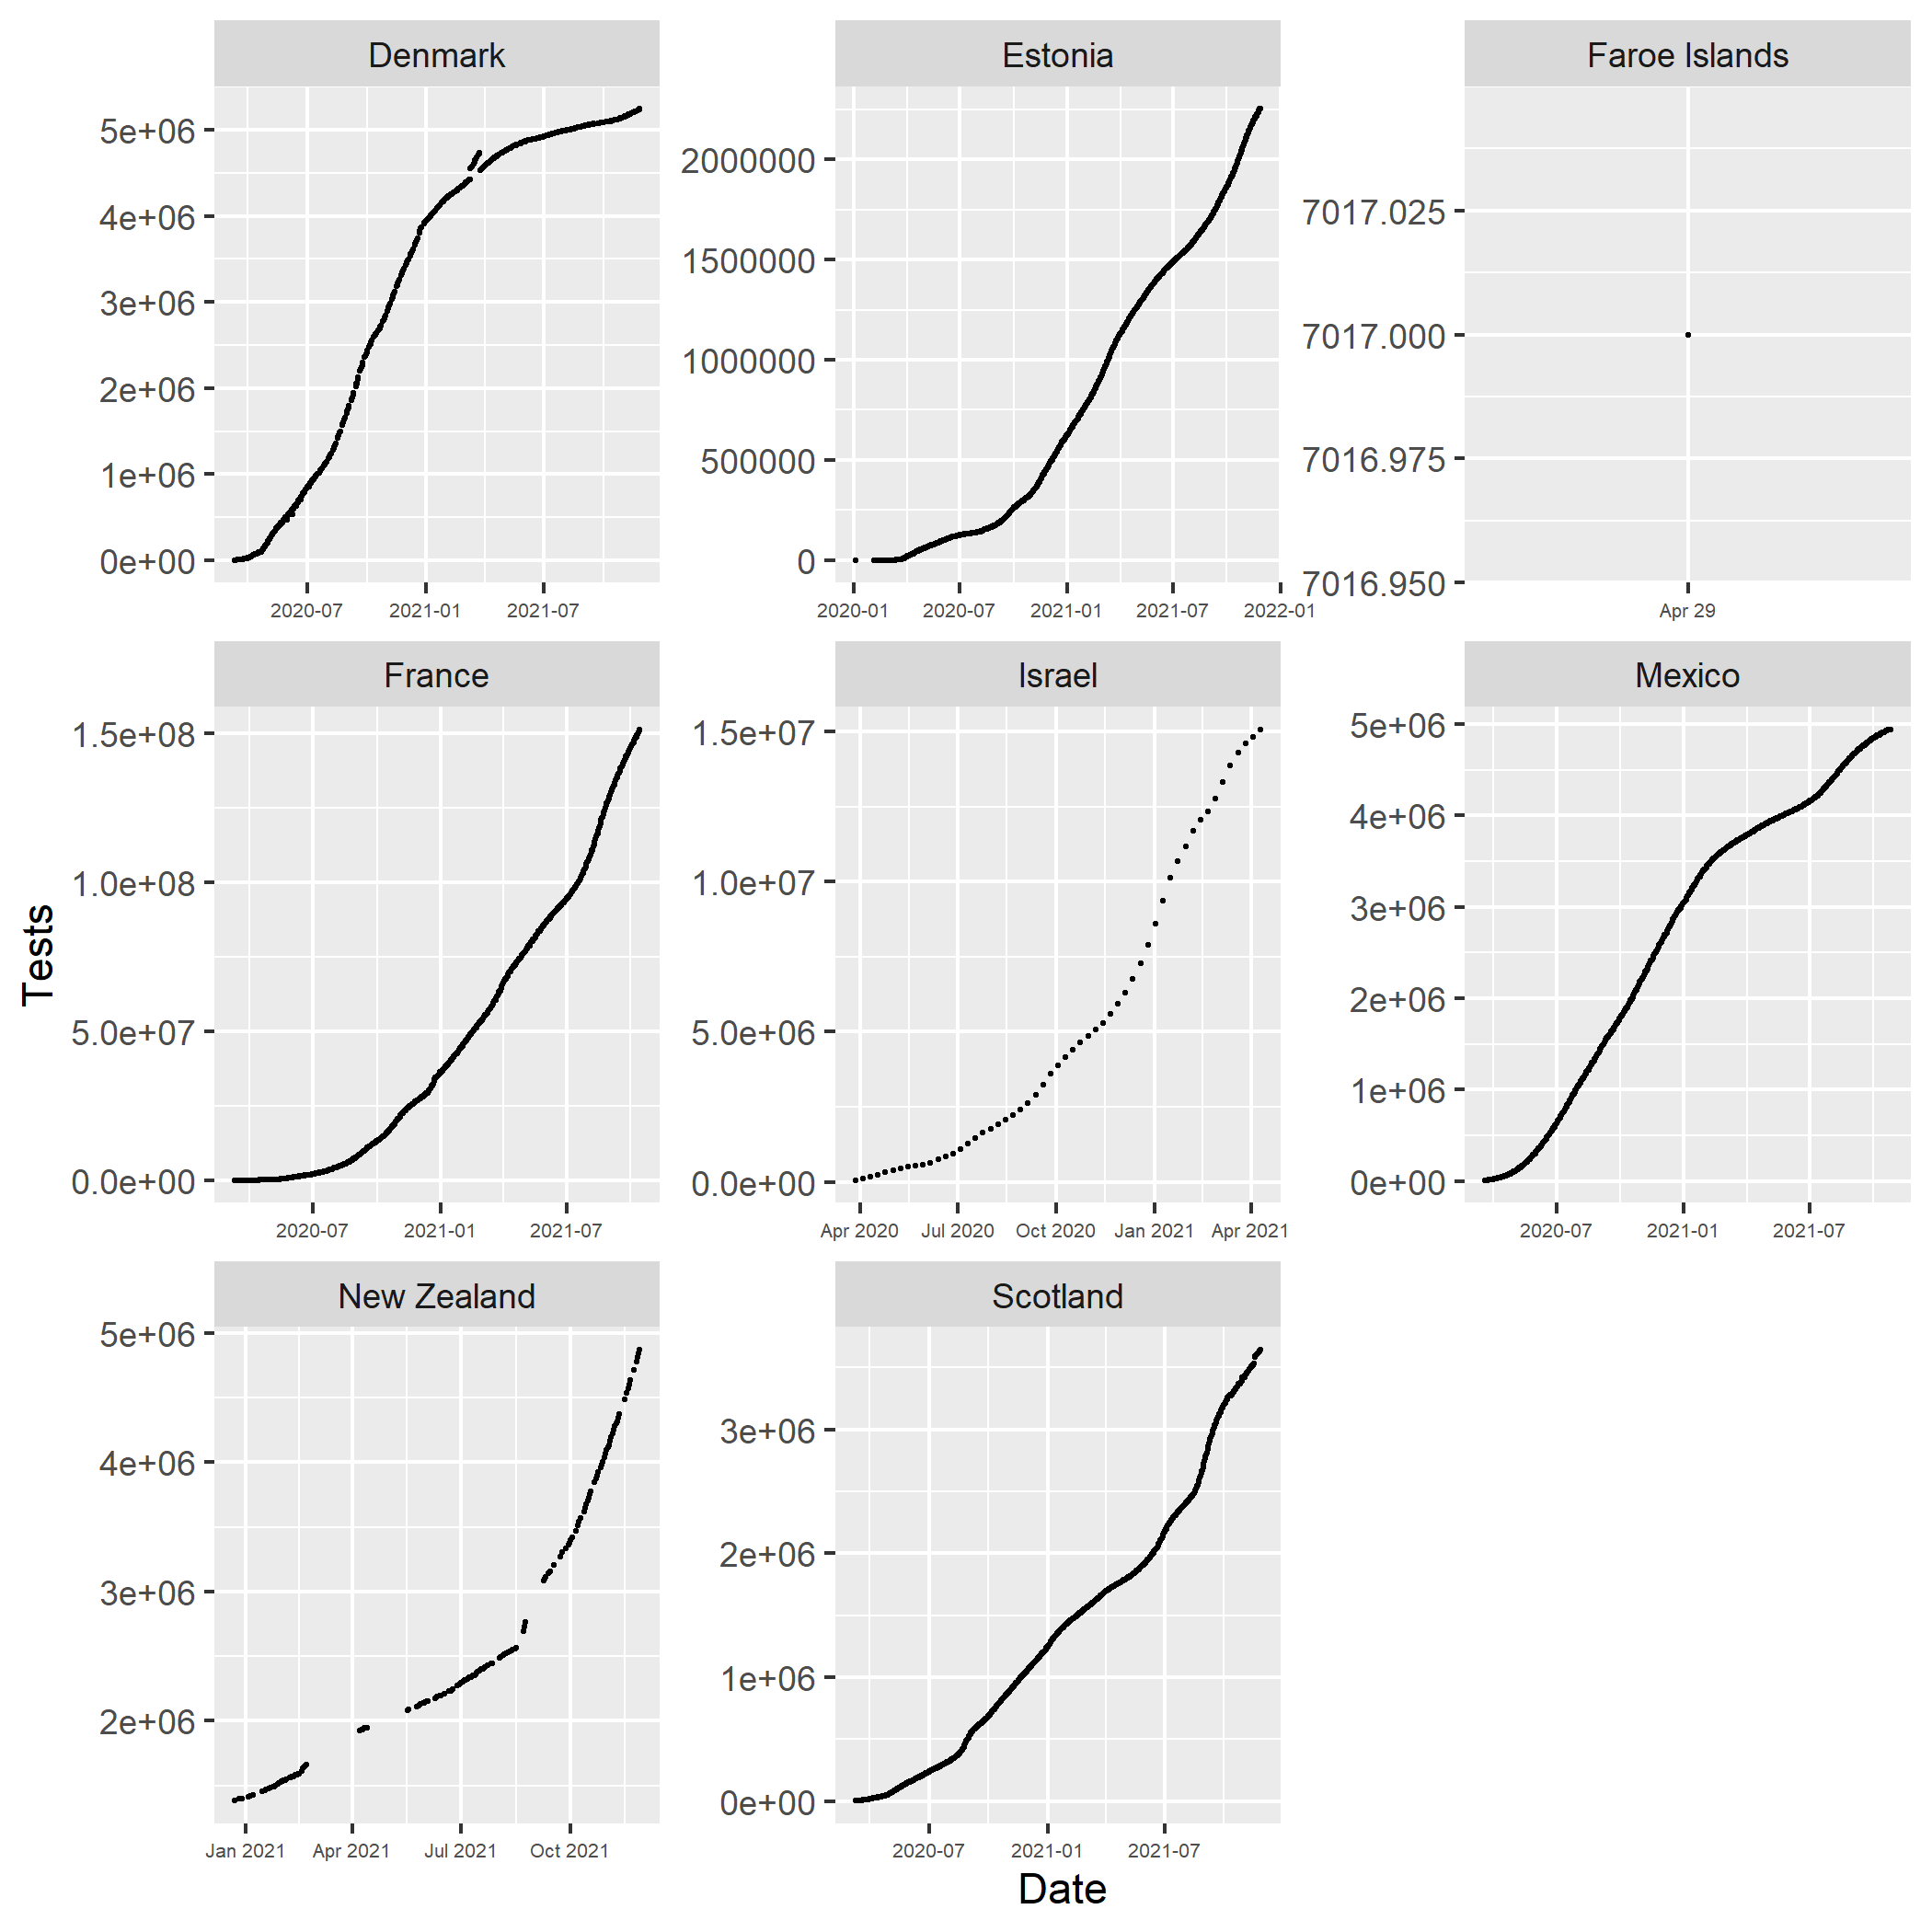 Denmark
Estonia
Faroe Islands
5e+06
4e+06
3e+06
2e+06
1e+06
0e+00
2020-07 2021-01 2021-07
2000000
1500000
1000000
500000
0
2020-01 2020-07 2021-01 2021-07 2022-01
7017.025
7017.000
7016.975
7016.950
Apr 29
France
Israel
Mexico
1.5e+08
1.0e+08
5.0e+07
0.0e+00
2020-07 2021-01 2021-07
1.5e+07
1.0e+07
5.0e+06
0.0e+00
Apr 2020 Jul 2020 Oct 2020 Jan 2021 Apr 2021
5e+06
4e+06
3e+06
2e+06
1e+06
0e+00
2020-07 2021-01 2021-07
Tests
New Zealand
Scotland
5e+06
4e+06
3e+06
2e+06
Jan 2021 Apr 2021 Jul 2021 Oct 2021
3e+06
2e+06
1e+06
0e+00
2020-07 2021-01 2021-07
Date